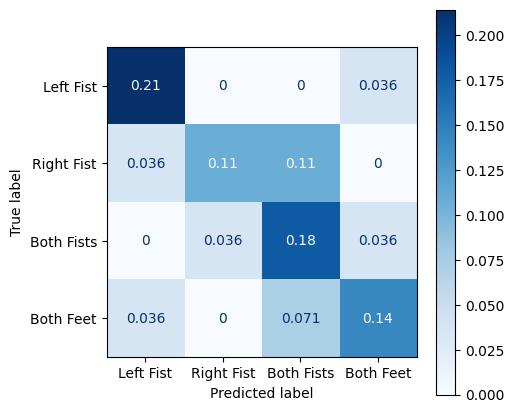 Left Fist 0.21 0 0 0.036
Right Fist 0.036 0.11 0.11 0
Both Fists 0 0.036 0.18 0.036
Both Feet 0.036 0 0.071 0.14
Left Fist Right Fist Both Fists Both Feet
Predicted label
True label
0.200
0.175
0.150
0.125
0.100
0.075
0.050
0.025
0.000